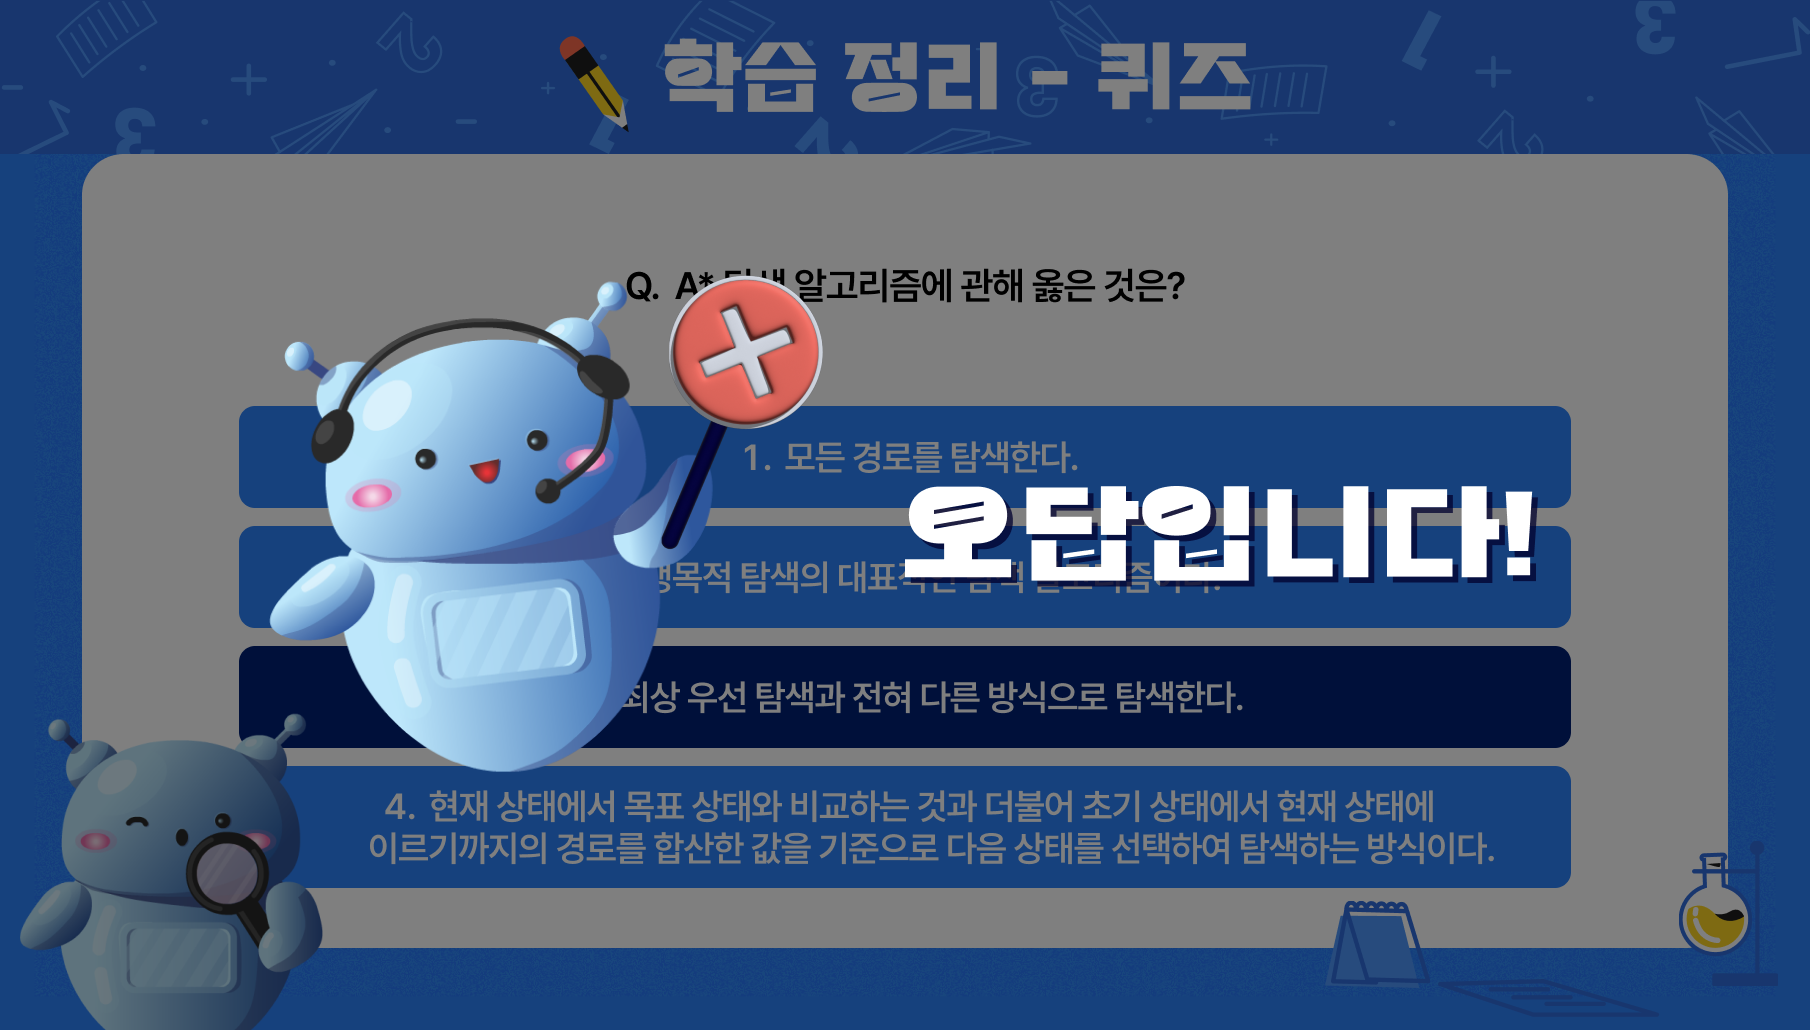 학습 정리 - 퀴즈
Q. A* 알고리즘에 관해 옳은 것은?
1. 모든 경로를 탐색한다.
오답입니다!
탐색의
최상 우선 탐색과 전혀 다른 방식으로 탐색한다.
4. 현재 상태에서 목표 상태와 비교하는 것과 더불어 초기 상태에서 현재 상태에
이르기까지의 경로를 합산한 값을 기준으로 다음 상태를 선택하여 탐색하는 방식이다.